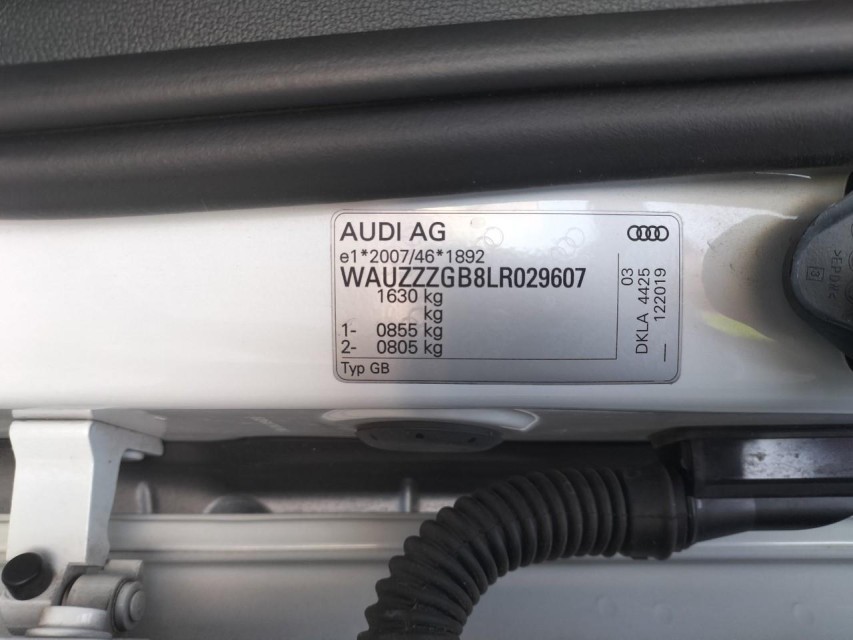 AUDI AG
e1*2007/46*1892
WAUZZZGB8LR029607
1630 kg
kg
1- 0855 kg
2- 0805 kg
Typ GB
03
DKLA 4425
122019
>EPDM<